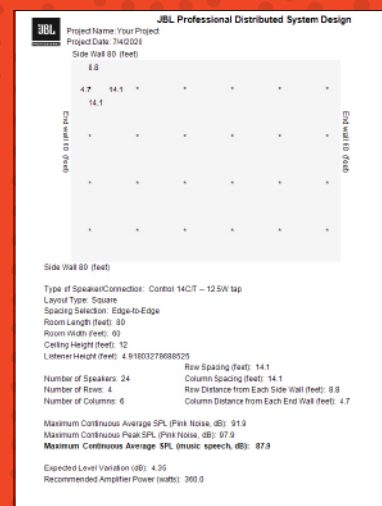 JBL Professional Distributed System Design
JBL
Project Name: Your Project
Project Date: 7/4/2020
Side Wall 80 (feet)
8.8
4.7 14.1
14.1
End wall 60 (feet)
End wall 60 (feet)
Side Wall 80 (feet)
Type of Speaker/Connection: Control 14C/T -- 12.5W tap
Layout Type: Square
Spacing Selection: Edge-to-Edge
Room Length (feet): 80
Room Width (feet): 60
Ceiling Height (feet): 12
Listener Height (feet): 4.91803278688525
Row Spacing (feet): 14.1
Number of Speakers: 24 Column Spacing (feet): 14.1
Number of Rows: 4 Row Distance from Each Side Wall (feet): 8.8
Number of Columns: 6 Column Distance from Each End Wall (feet): 4.7
Maximum Continuous Average SPL (Pink Noise, dB): 91.9
Maximum Continuous Peak SPL (Pink Noise, dB): 97.9
Maximum Continuous Average SPL (music speech, dB): 87.9
Expected Level Variation (dB): 4.35
Recommended Amplifier Power (watts): 360.0